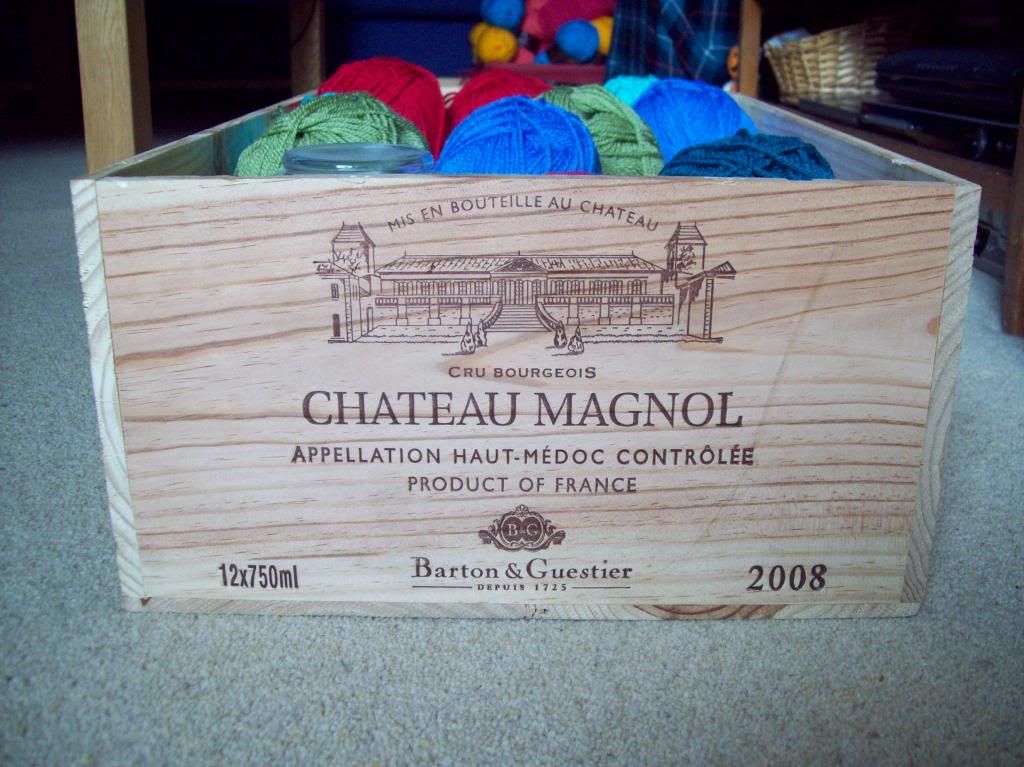 MIS EN BOUTEILLE AU CHATEAU
CRU BOURGEOIS
CHATEAU MAGNOL
APPELLATION HAUT-MÉDOC CONTRÔLÉE
PRODUCT OF FRANCE
B&G
12x750ml
Barton & Guestier
DEPUIS 1725
2008